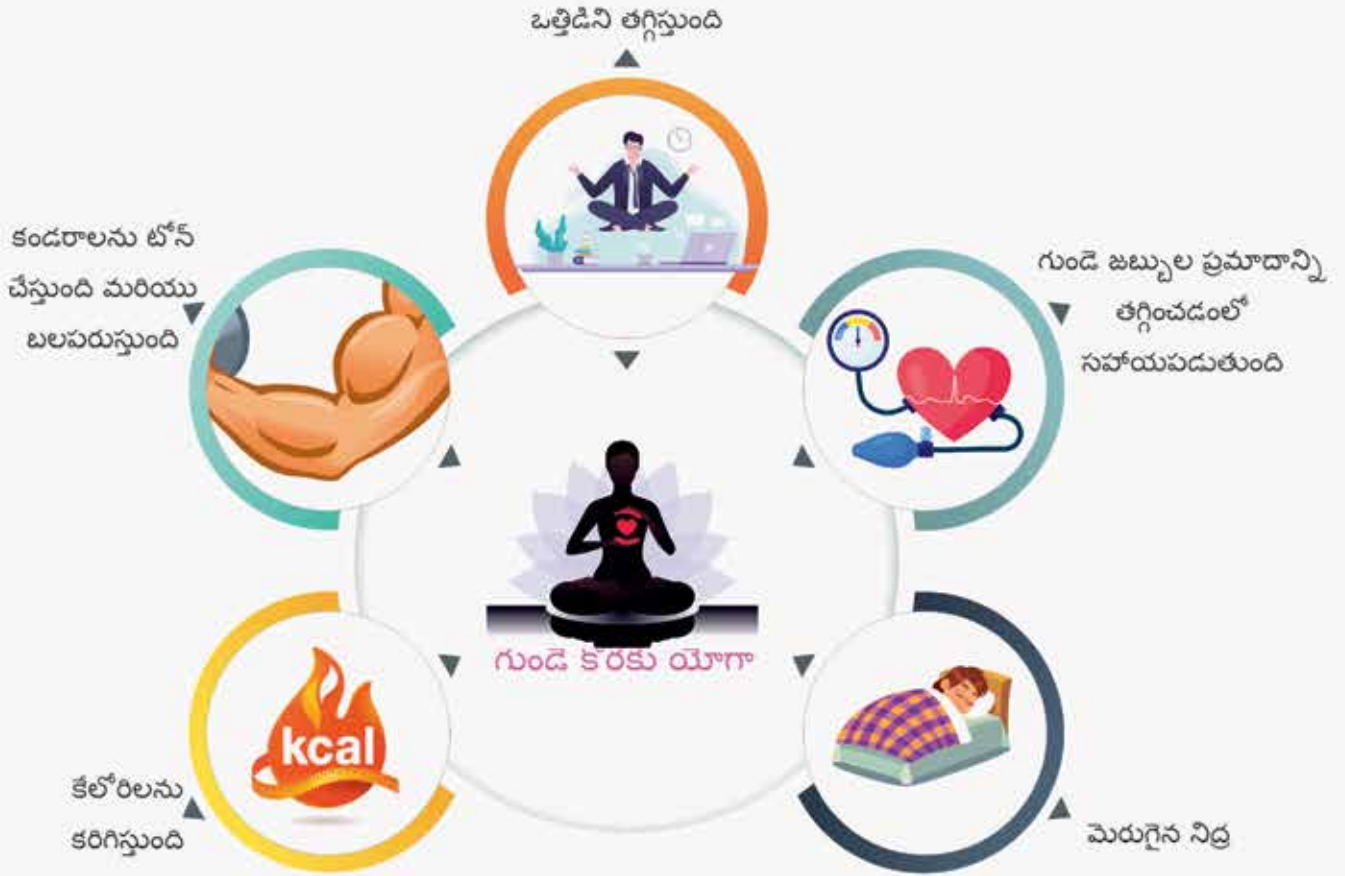 ఒత్తిడిని తగ్గిస్తుంది
కండరాలను టోన్
చేస్తుంది మరియు
బలపరుస్తుంది
గుండె జబ్బుల ప్రమాదాన్ని
తగ్గించడంలో
సహాయపడుతుంది
గుండె కొరకు యోగా
kcal
కేలోరిలను
కరిగిస్తుంది
మెరుగైన నిద్ర